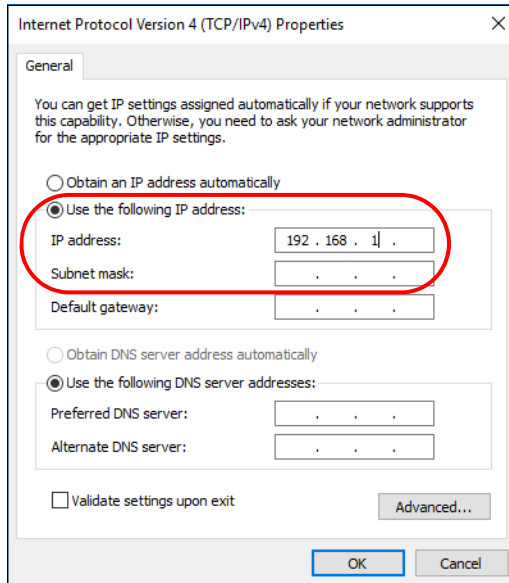 Internet Protocol Version 4 (TCP/IPv4) Properties
General
You can get IP settings assigned automatically if your network supports
this capability. Otherwise, you need to ask your network administrator
for the appropriate IP settings.
Obtain an IP address automatically
Use the following IP address:
IP address: 192 . 168 . 1 .
Subnet mask: . . .
Default gateway: . . .
Obtain DNS server address automatically
Use the following DNS server addresses:
Preferred DNS server: . . .
Alternate DNS server: . . .
Validate settings upon exit
Advanced...
OK Cancel